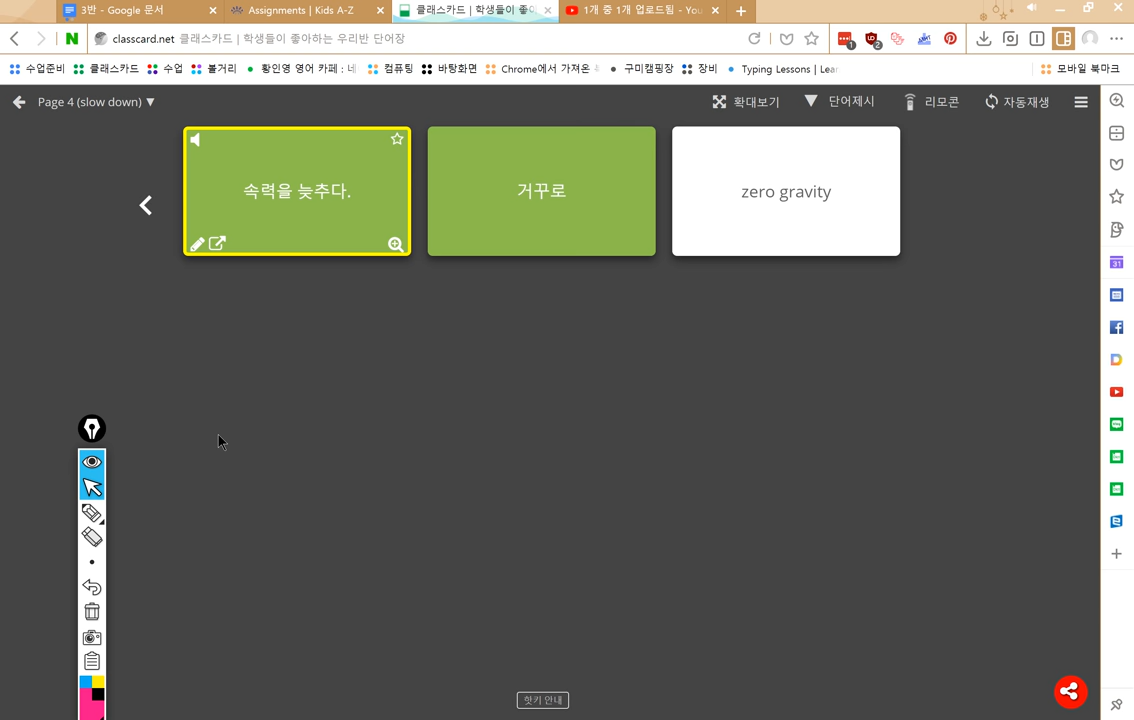 3반 - Google 문서
Assignments | Kids A-Z
클래스카드 | 학생들이 좋아
1개 중 1개 업로드됨 - You
N
classcard.net 클래스카드 | 학생들이 좋아하는 우리반 단어장
1
2
수업준비
클래스카드
수업
볼거리
황인영 영어 카페 : 네
컴퓨팅
바탕화면
Chrome에서 가져온
구미캠핑장
장비
Typing Lessons | Lear
모바일 북마크
Page 4 (slow down) ▼
확대보기
단어제시
리모콘
자동재생
속력을 늦추다.
거꾸로
zero gravity
31
핫키 안내